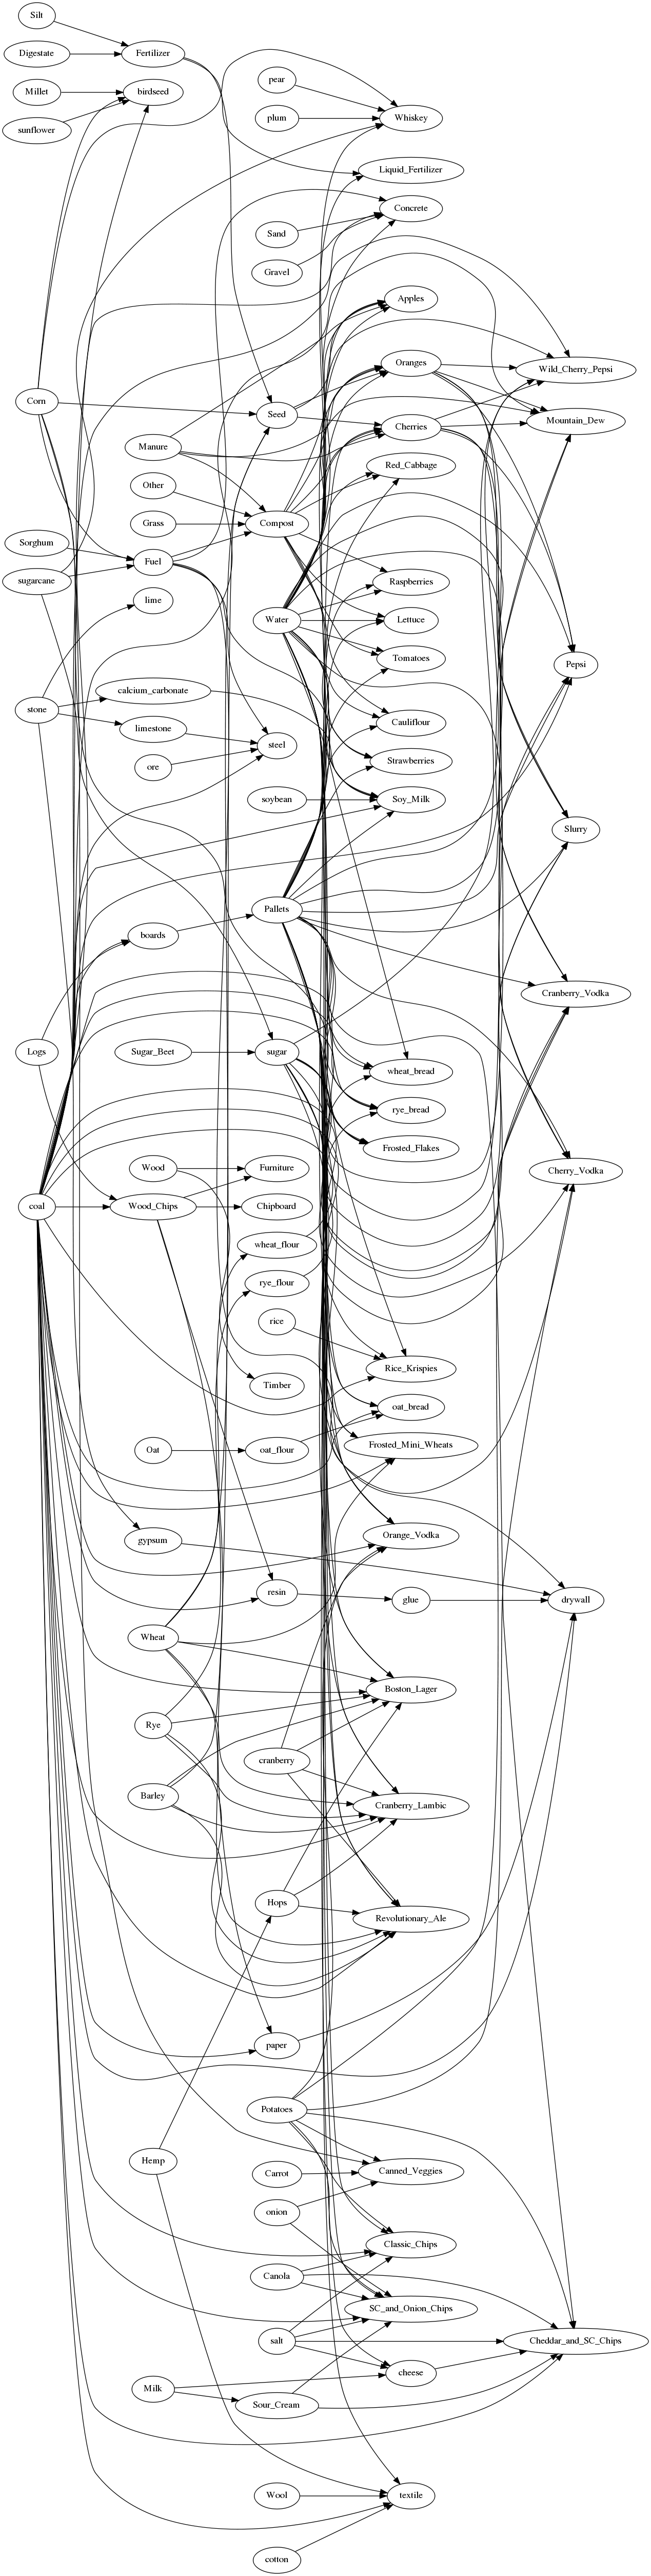 Silt
Digestate
Fertilizer
pear
Millet
birdseed
plum
Whiskey
sunflower
Liquid_Fertilizer
Concrete
Sand
Gravel
Apples
Oranges
Wild_Cherry_Pepsi
Corn
Seed
Mountain_Dew
Cherries
Manure
Red_Cabbage
Other
Grass
Compost
Sorghum
Fuel
sugarcane
Raspberries
lime
Water
Lettuce
Tomatoes
Pepsi
calcium_carbonate
stone
Cauliflour
limestone
steel
Strawberries
ore
soybean
Soy_Milk
Slurry
Pallets
boards
Cranberry_Vodka
Logs
Sugar_Beet
sugar
wheat_bread
rye_bread
Frosted_Flakes
Wood
Furniture
Cherry_Vodka
coal
Wood_Chips
Chipboard
wheat_flour
rye_flour
rice
Rice_Krispies
Timber
oat_bread
Oat
oat_flour
Frosted_Mini_Wheats
gypsum
Orange_Vodka
resin
glue
drywall
Wheat
Boston_Lager
Rye
cranberry
Barley
Cranberry_Lambic
Hops
Revolutionary_Ale
paper
Potatoes
Hemp
Carrot
Canned_Veggies
onion
Classic_Chips
Canola
SC_and_Onion_Chips
salt
Cheddar_and_SC_Chips
cheese
Milk
Sour_Cream
Wool
textile
cotton